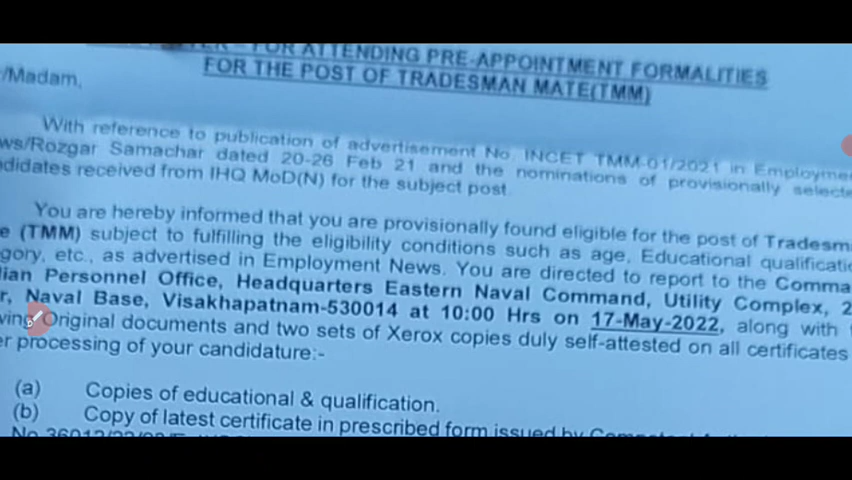 FOR ATTENDING PRE-APPOINTMENT FORMALITIES
FOR THE POST OF TRADESMAN MATE(TMM)
/Madam,
With reference to publication of advertisement No. INCET TMM-01/2021 in Employme
ws/Rozgar Samachar dated 20-26 Feb 21 and the nominations of provisionally selecte
ndidates received from IHQ MoD(N) for the subject post.
You are hereby informed that you are provisionally found eligible for the post of Tradesm
e (TMM) subject to fulfilling the eligibility conditions such as age, Educational qualificati
gory, etc., as advertised in Employment News. You are directed to report to the Comma
lian Personnel Office, Headquarters Eastern Naval Command, Utility Complex, 2
r, Naval Base, Visakhapatnam-530014 at 10:00 Hrs on 17-May-2022, along with
wing Original documents and two sets of Xerox copies duly self-attested on all certificates
er processing of your candidature:-
(a) Copies of educational & qualification.
(b) Copy of latest certificate in prescribed form issued by